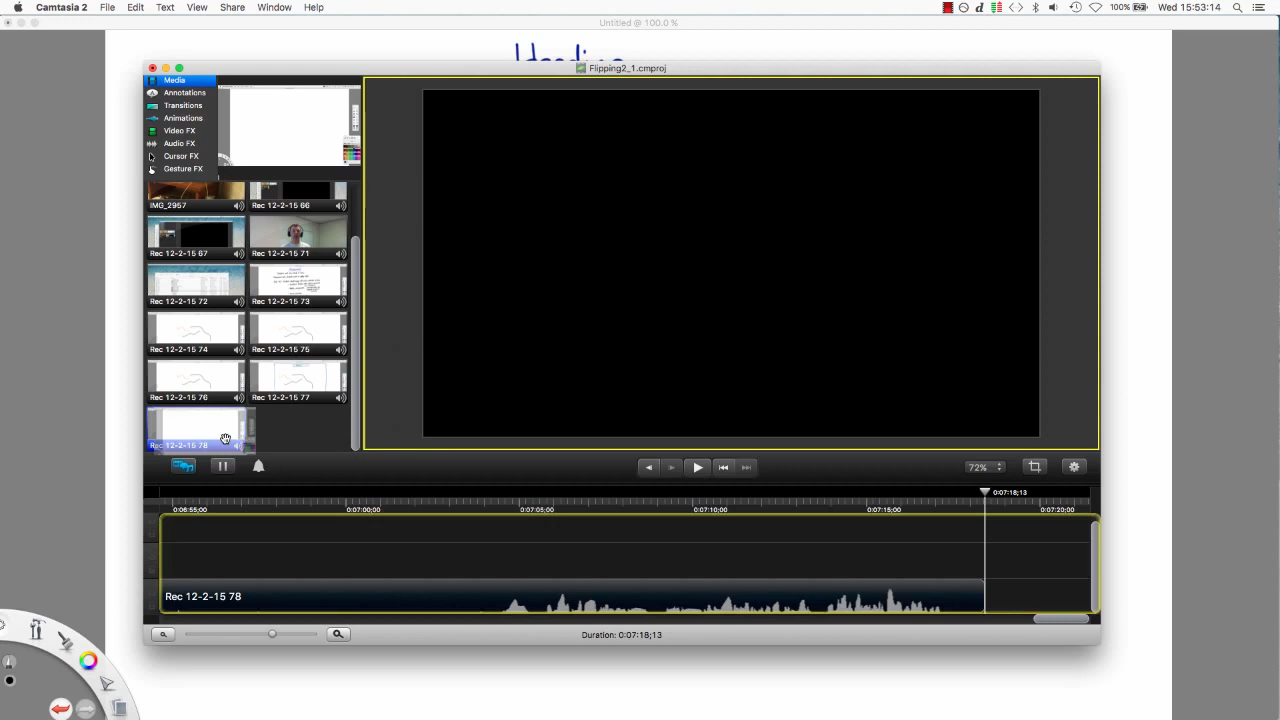 Camtasia 2 File Edit Text View Share Window Help 100% Wed 15:53:14
Untitled @ 100.0 %
Heading
Flipping2_1.cmproj
Media
Annotations
Transitions
Animations
Video FX
Audio FX
Cursor FX
Gesture FX
IMG_2957 Rec 12-2-15 66
Rec 12-2-15 67 Rec 12-2-15 71
Rec 12-2-15 72 Rec 12-2-15 73
Rec 12-2-15 74 Rec 12-2-15 75
Rec 12-2-15 76 Rec 12-2-15 77
Rec 12-2-15 78
72%
0:07:18;13
0:06:55;00 0:07:00;00 0:07:05;00 0:07:10;00 0:07:15;00 0:07:20;00
Rec 12-2-15 78
Duration: 0:07:18;13